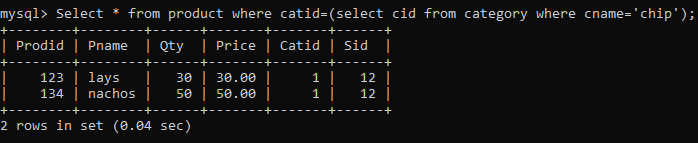 mysql> Select * from product where catid=(select cid from category where cname='chip');
+--------+--------+------+-------+-------+------+
| Prodid | Pname  | Qty  | Price | Catid | Sid  |
+--------+--------+------+-------+-------+------+
|    123 | lays   |   30 | 30.00 |     1 |   12 |
|    134 | nachos |   50 | 50.00 |     1 |   12 |
+--------+--------+------+-------+-------+------+
2 rows in set (0.04 sec)